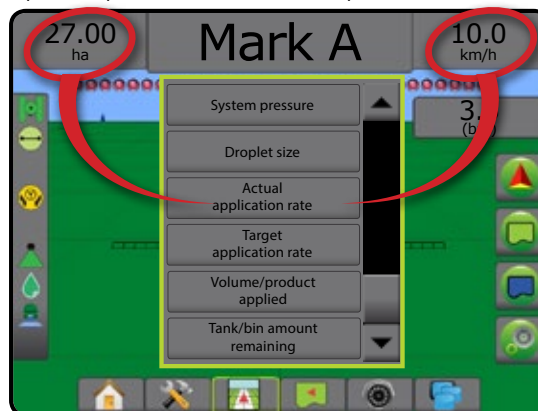 27.00
ha
Mark A
10.0
km/h
3.
(b
System pressure
Droplet size
Actual
application rate
Target
application rate
Volume/product
applied
Tank/bin amount
remaining